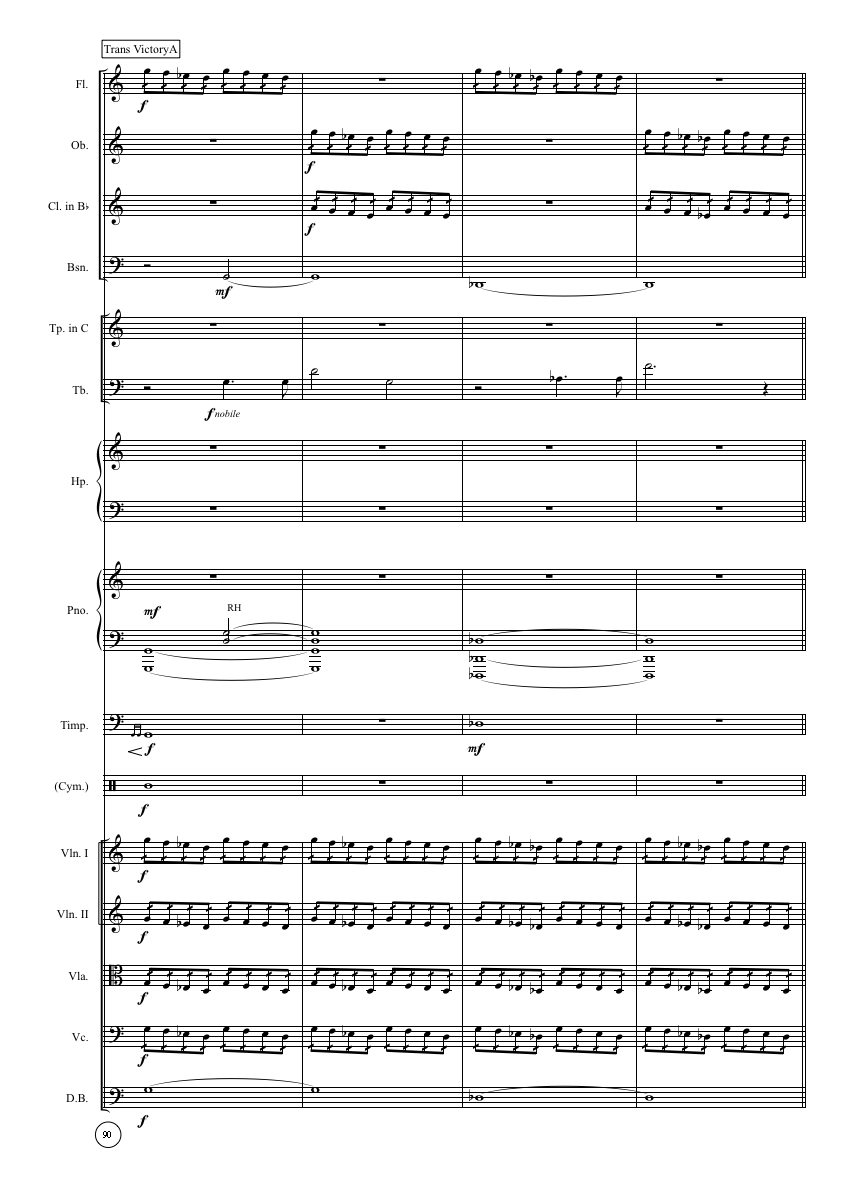 Trans VictoryA
Fl.
f
Ob.
f
Cl. in B♭
f
Bsn.
mf
Tp. in C
Tb.
f nobile
Hp.
Pno.
mf
RH
Timp.
f
mf
(Cym.)
f
Vln. I
f
Vln. II
f
Vla.
f
Vc.
f
D.B.
f
90